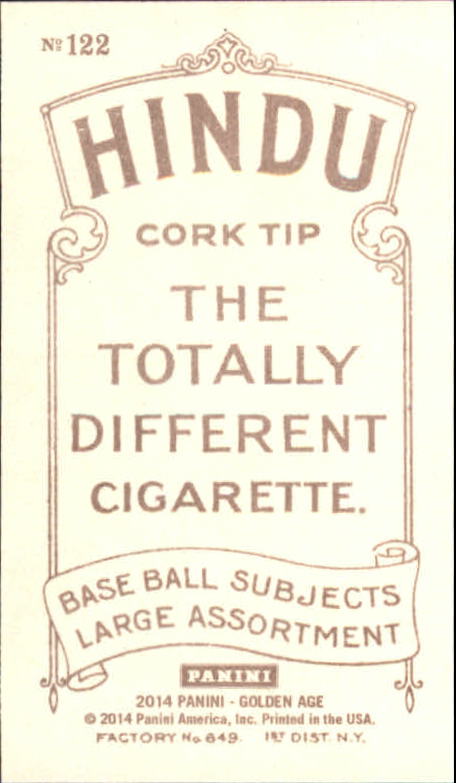 Nº 122
HINDU
CORK TIP
THE
TOTALLY
DIFFERENT
CIGARETTE.
BASE BALL SUBJECTS
LARGE ASSORTMENT
PANINI
2014 PANINI - GOLDEN AGE
© 2014 Panini America, Inc. Printed in the USA.
FACTORY No 649. 1ST DIST. N.Y.